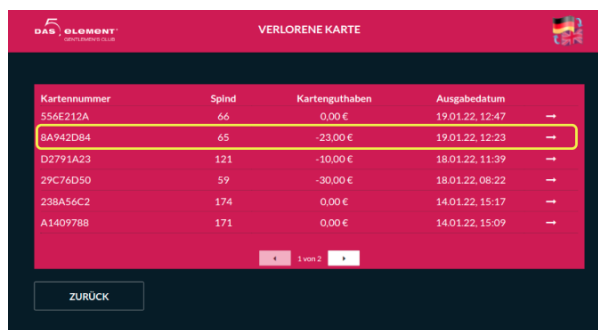 5
DAS element
GENTLEMEN'S CLUB
VERLORENE KARTE
Kartennummer Spind Kartenguthaben Ausgabedatum
556E212A 66 0,00 € 19.01.22, 12:47 →
8A942D84 65 -23,00 € 19.01.22, 12:23 →
D2791A23 121 -10,00 € 18.01.22, 11:39 →
29C76D50 59 -30,00 € 18.01.22, 08:22 →
238A56C2 174 0,00 € 14.01.22, 15:17 →
A1409788 171 0,00 € 14.01.22, 15:09 →
1 von 2
ZURÜCK